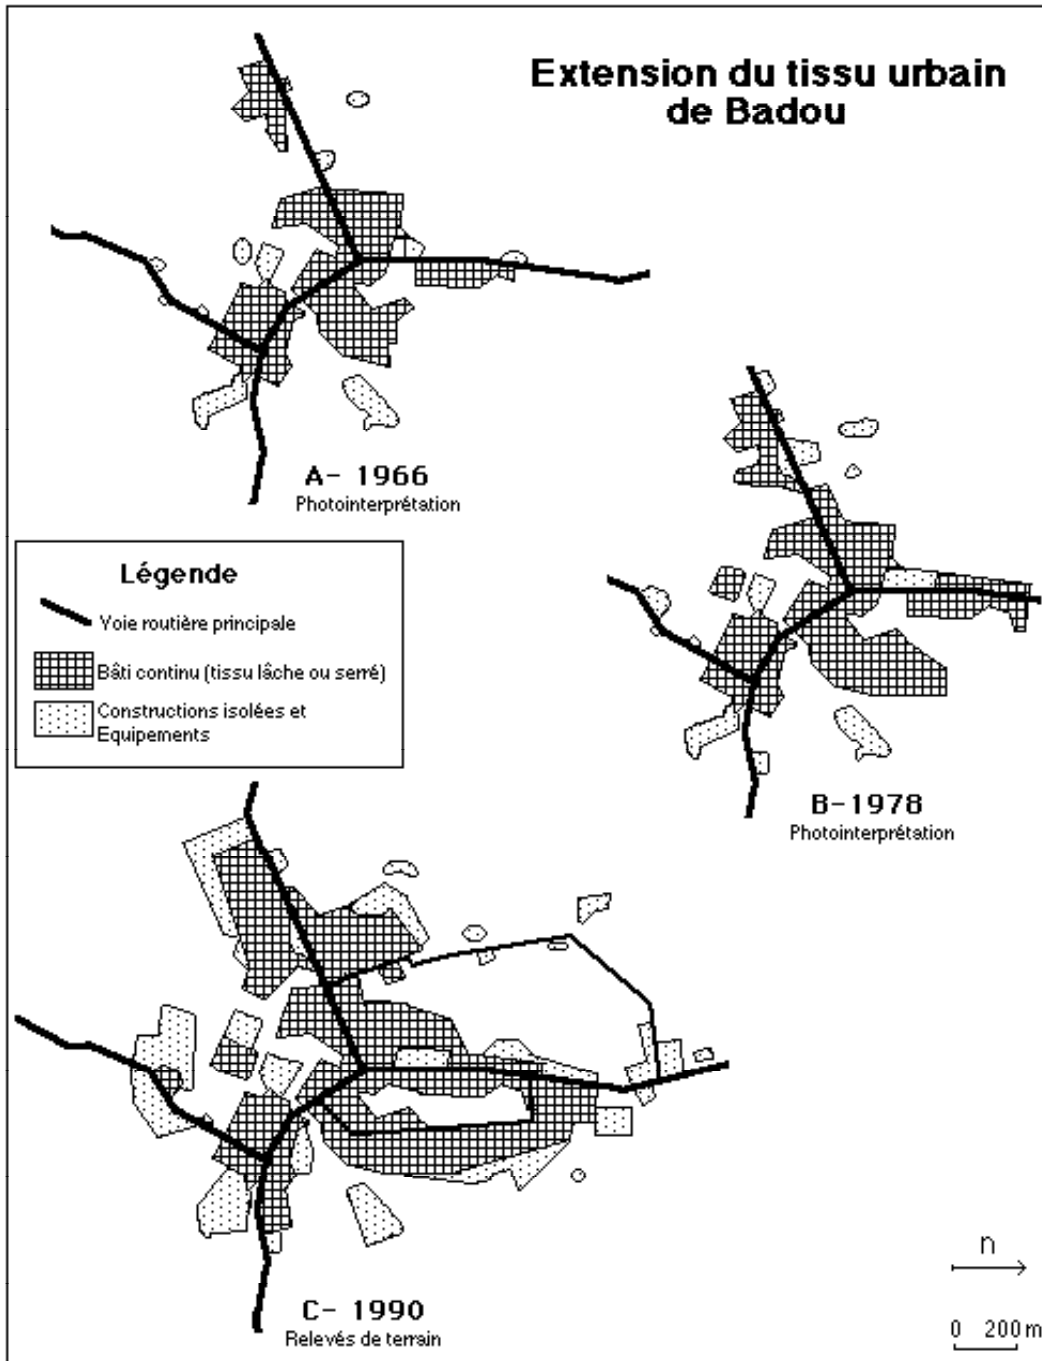 Extension du tissu urbain
de Badou
A- 1966
Photointerprétation
Légende
Voie routière principale
Bâti continu (tissu lâche ou serré)
Constructions isolées et
Equipements
B-1978
Photointerprétation
C- 1990
Relevés de terrain
n
0 200 m